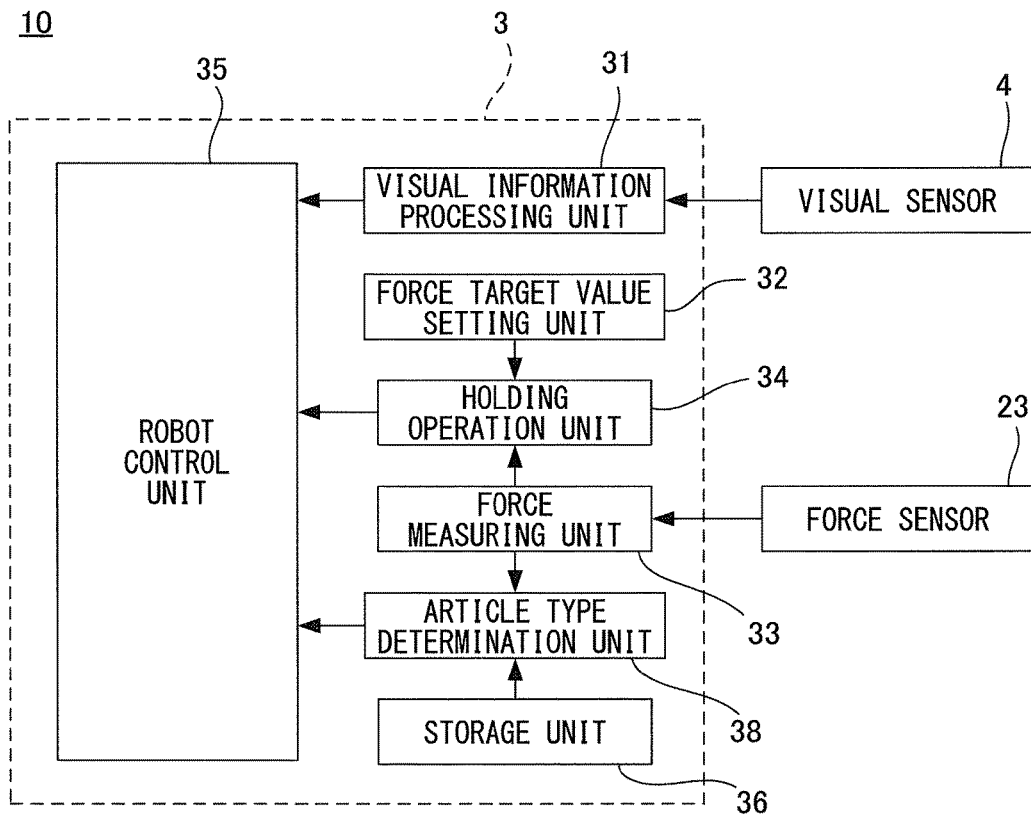 10
3
35
31
4
VISUAL INFORMATION
PROCESSING UNIT
VISUAL SENSOR
FORCE TARGET VALUE
SETTING UNIT
32
HOLDING
OPERATION UNIT
34
23
ROBOT
CONTROL
UNIT
FORCE
MEASURING UNIT
FORCE SENSOR
33
ARTICLE TYPE
DETERMINATION UNIT
38
STORAGE UNIT
36